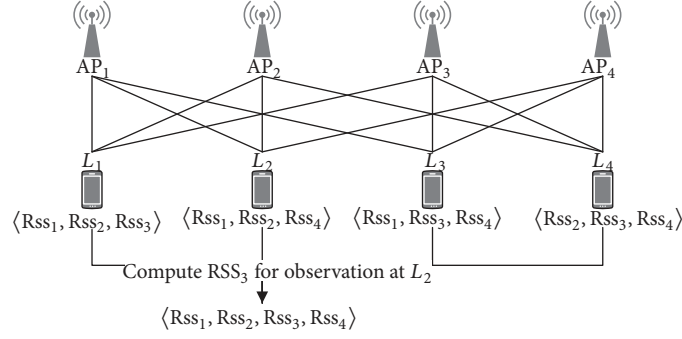 AP₁ AP₂ AP₃ AP₄
L₁ L₂ L₃ L₄
⟨Rss₁, Rss₂, Rss₃⟩ ⟨Rss₁, Rss₂, Rss₄⟩ ⟨Rss₁, Rss₃, Rss₄⟩ ⟨Rss₂, Rss₃, Rss₄⟩
Compute RSS₃ for observation at L₂
⟨Rss₁, Rss₂, Rss₃, Rss₄⟩